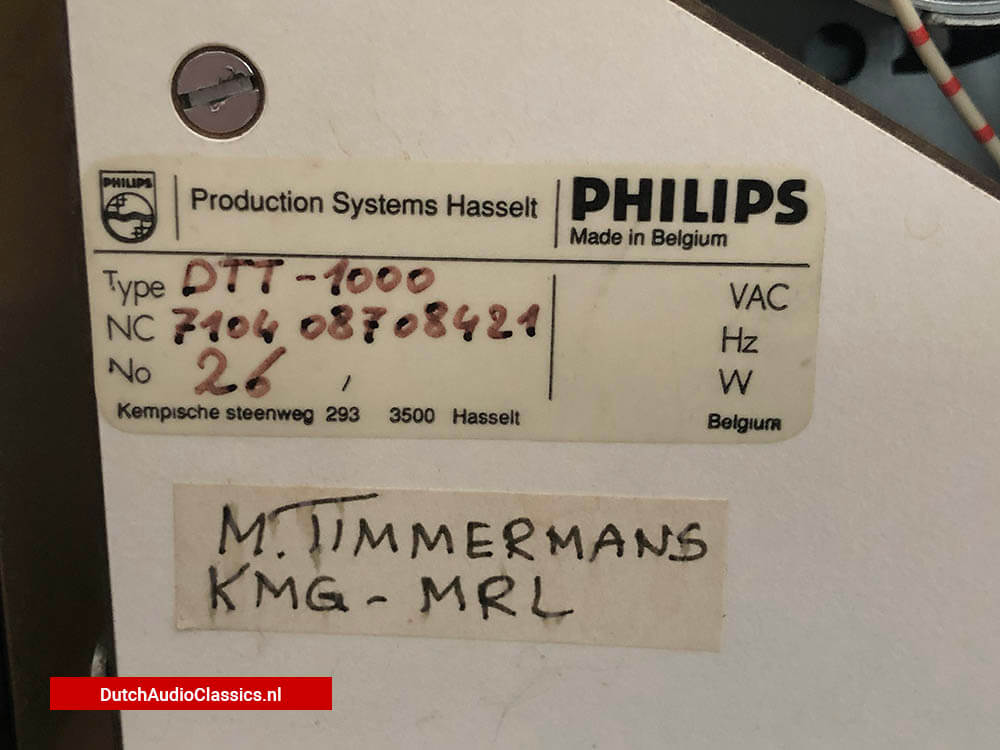 PHILIPS
Production Systems Hasselt
PHILIPS
Made in Belgium
Type DTT-1000
VAC
NC 7104 08708421
Hz
No 26
W
Kempische steenweg 293 3500 Hasselt
Belgium
M. TIMMERMANS
KMG - MRL
DutchAudioClassics.nl